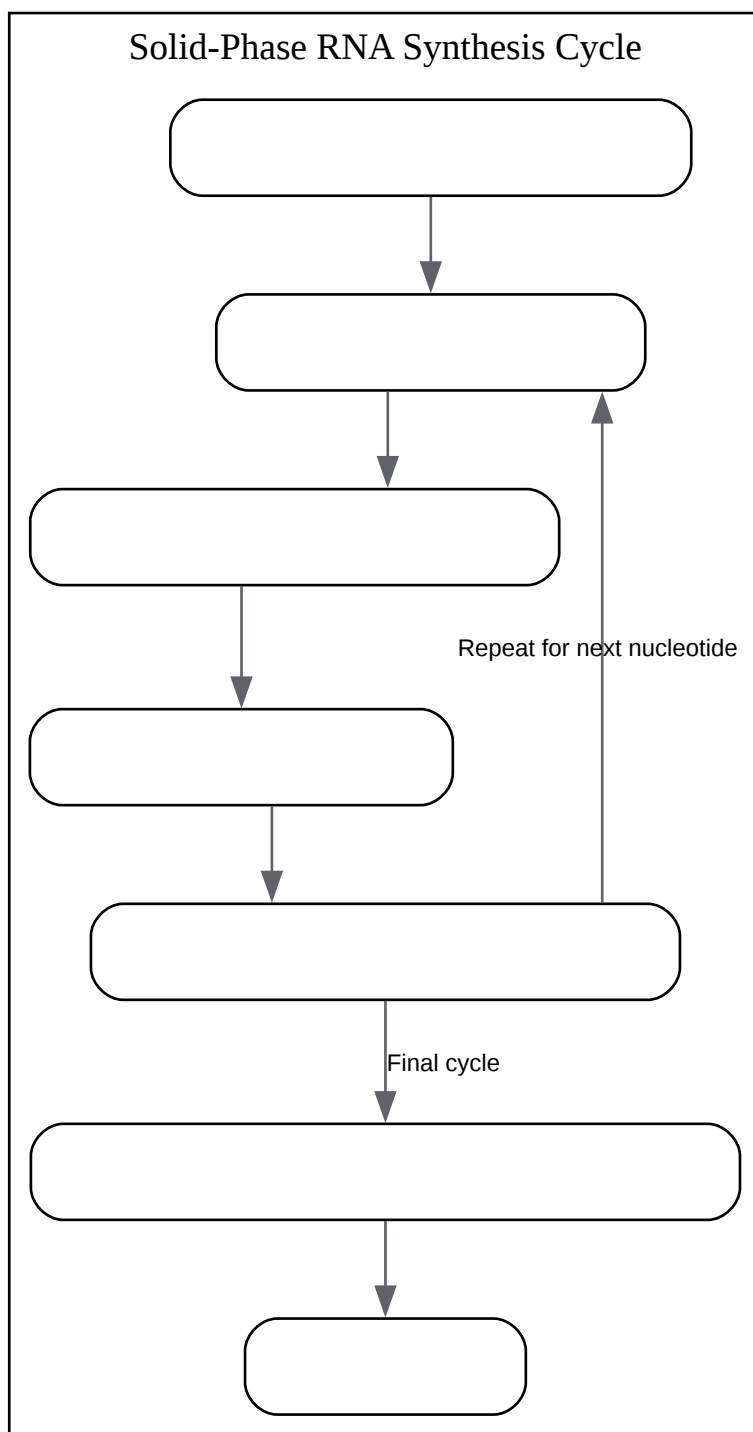 Solid-Phase RNA Synthesis Cycle
Repeat for next nucleotide
Final cycle